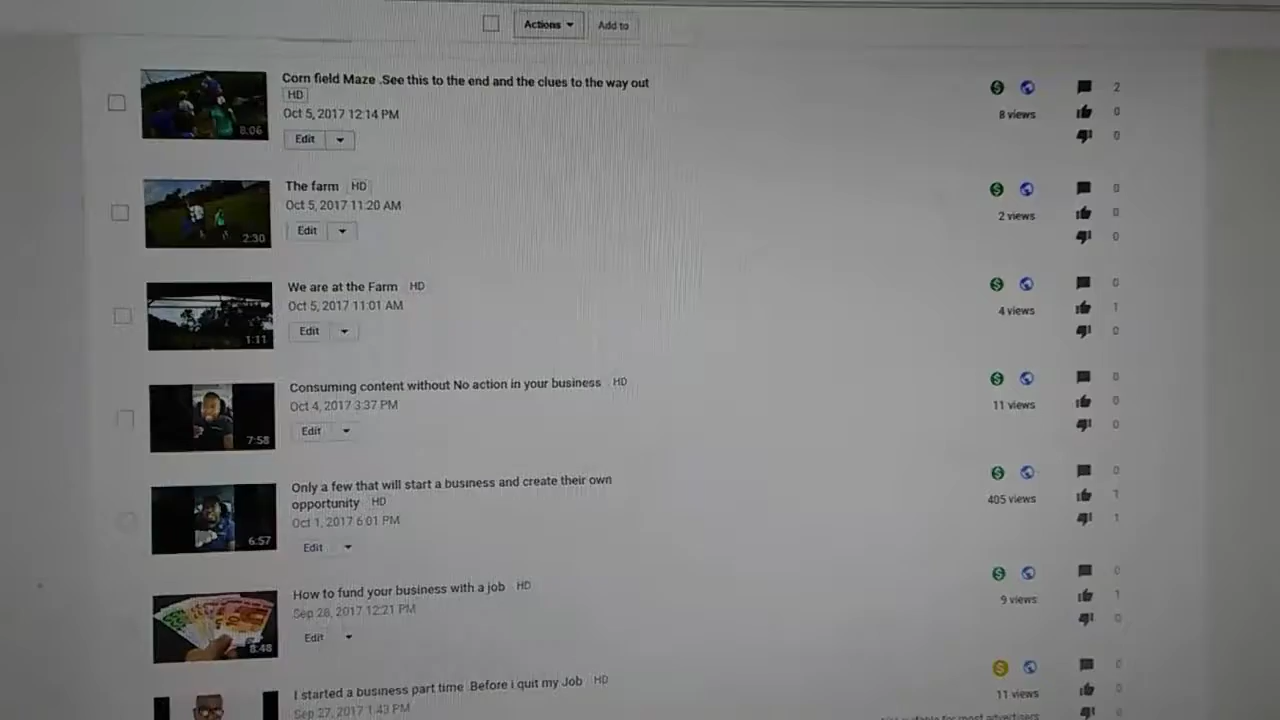 Actions Add to
Corn field Maze .See this to the end and the clues to the way out
HD
Oct 5, 2017 12:14 PM
Edit
8:06
8 views
2
0
0
The farm HD
Oct 5, 2017 11:20 AM
Edit
2:30
2 views
0
0
0
We are at the Farm HD
Oct 5, 2017 11:01 AM
Edit
1:11
4 views
0
1
0
Consuming content without No action in your business HD
Oct 4, 2017 3:37 PM
Edit
7:58
11 views
0
0
0
Only a few that will start a business and create their own
opportunity HD
Oct 1, 2017 6:01 PM
Edit
6:57
405 views
0
1
1
How to fund your business with a job HD
Sep 28, 2017 12:21 PM
Edit
8:48
9 views
0
1
0
I started a business part time .Before i quit my Job HD
Sep 27, 2017 1:43 PM
11 views
0
0
for most advertisers